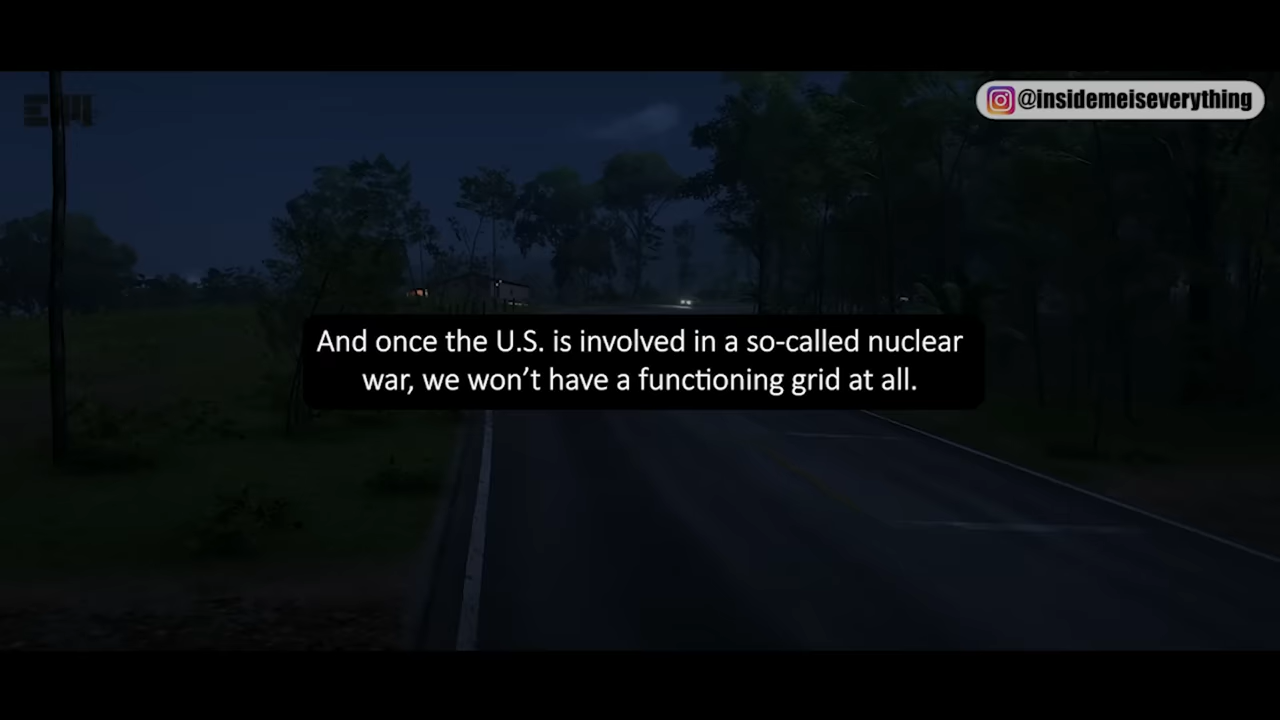 @insidemeiseverything
And once the U.S. is involved in a so-called nuclear
war, we won’t have a functioning grid at all.